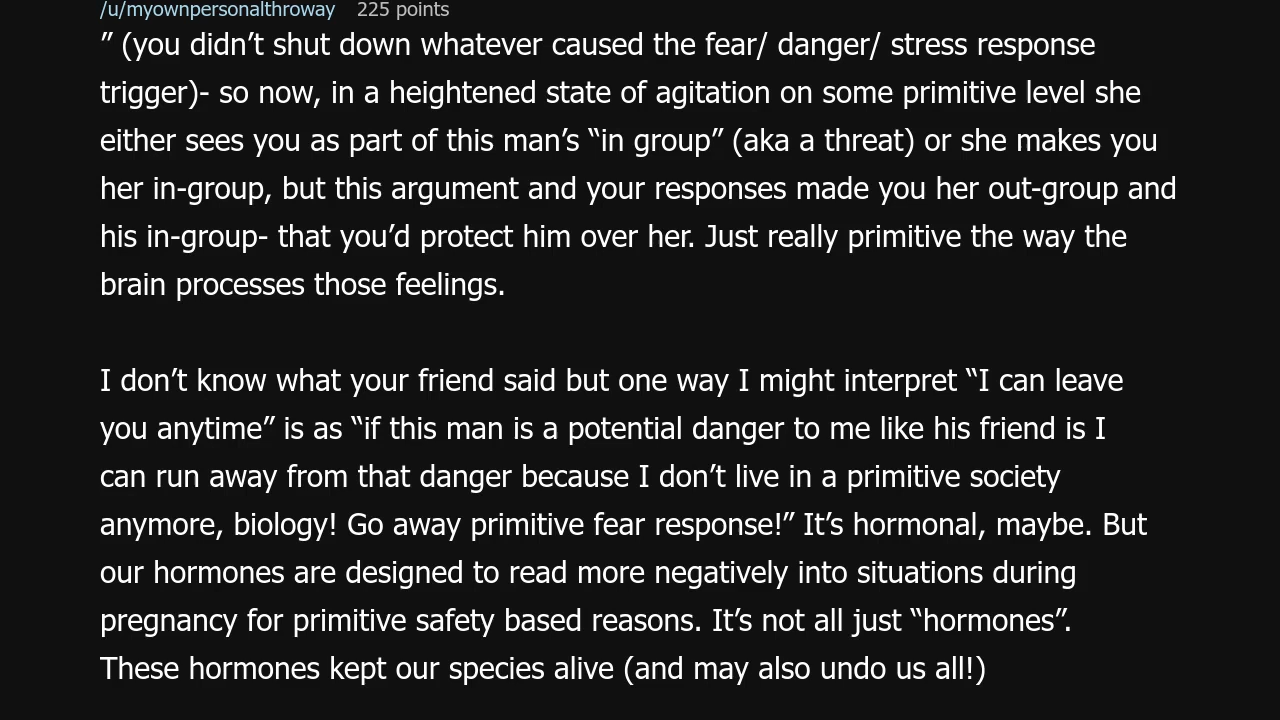 /u/myownpersonalthroway 225 points
” (you didn’t shut down whatever caused the fear/ danger/ stress response
trigger)- so now, in a heightened state of agitation on some primitive level she
either sees you as part of this man’s “in group” (aka a threat) or she makes you
her in-group, but this argument and your responses made you her out-group and
his in-group- that you’d protect him over her. Just really primitive the way the
brain processes those feelings.
I don’t know what your friend said but one way I might interpret “I can leave
you anytime” is as “if this man is a potential danger to me like his friend is I
can run away from that danger because I don’t live in a primitive society
anymore, biology! Go away primitive fear response!” It’s hormonal, maybe. But
our hormones are designed to read more negatively into situations during
pregnancy for primitive safety based reasons. It’s not all just “hormones”.
These hormones kept our species alive (and may also undo us all!)